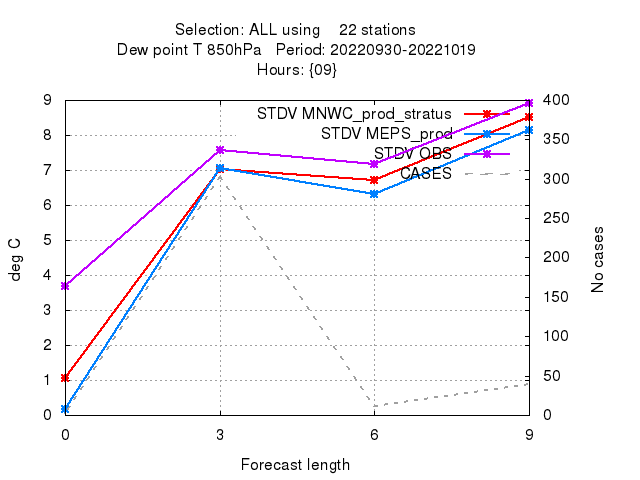 Selection: ALL using    22 stations
Dew point T 850hPa   Period: 20220930-20221019
Hours: {09}
STDV MNWC_prod_stratus
STDV MEPS_prod
STDV OBS
CASES
deg C
9
8
7
6
5
4
3
2
1
0
400
350
300
250
200
150
100
50
0
No cases
0 3 6 9
Forecast length